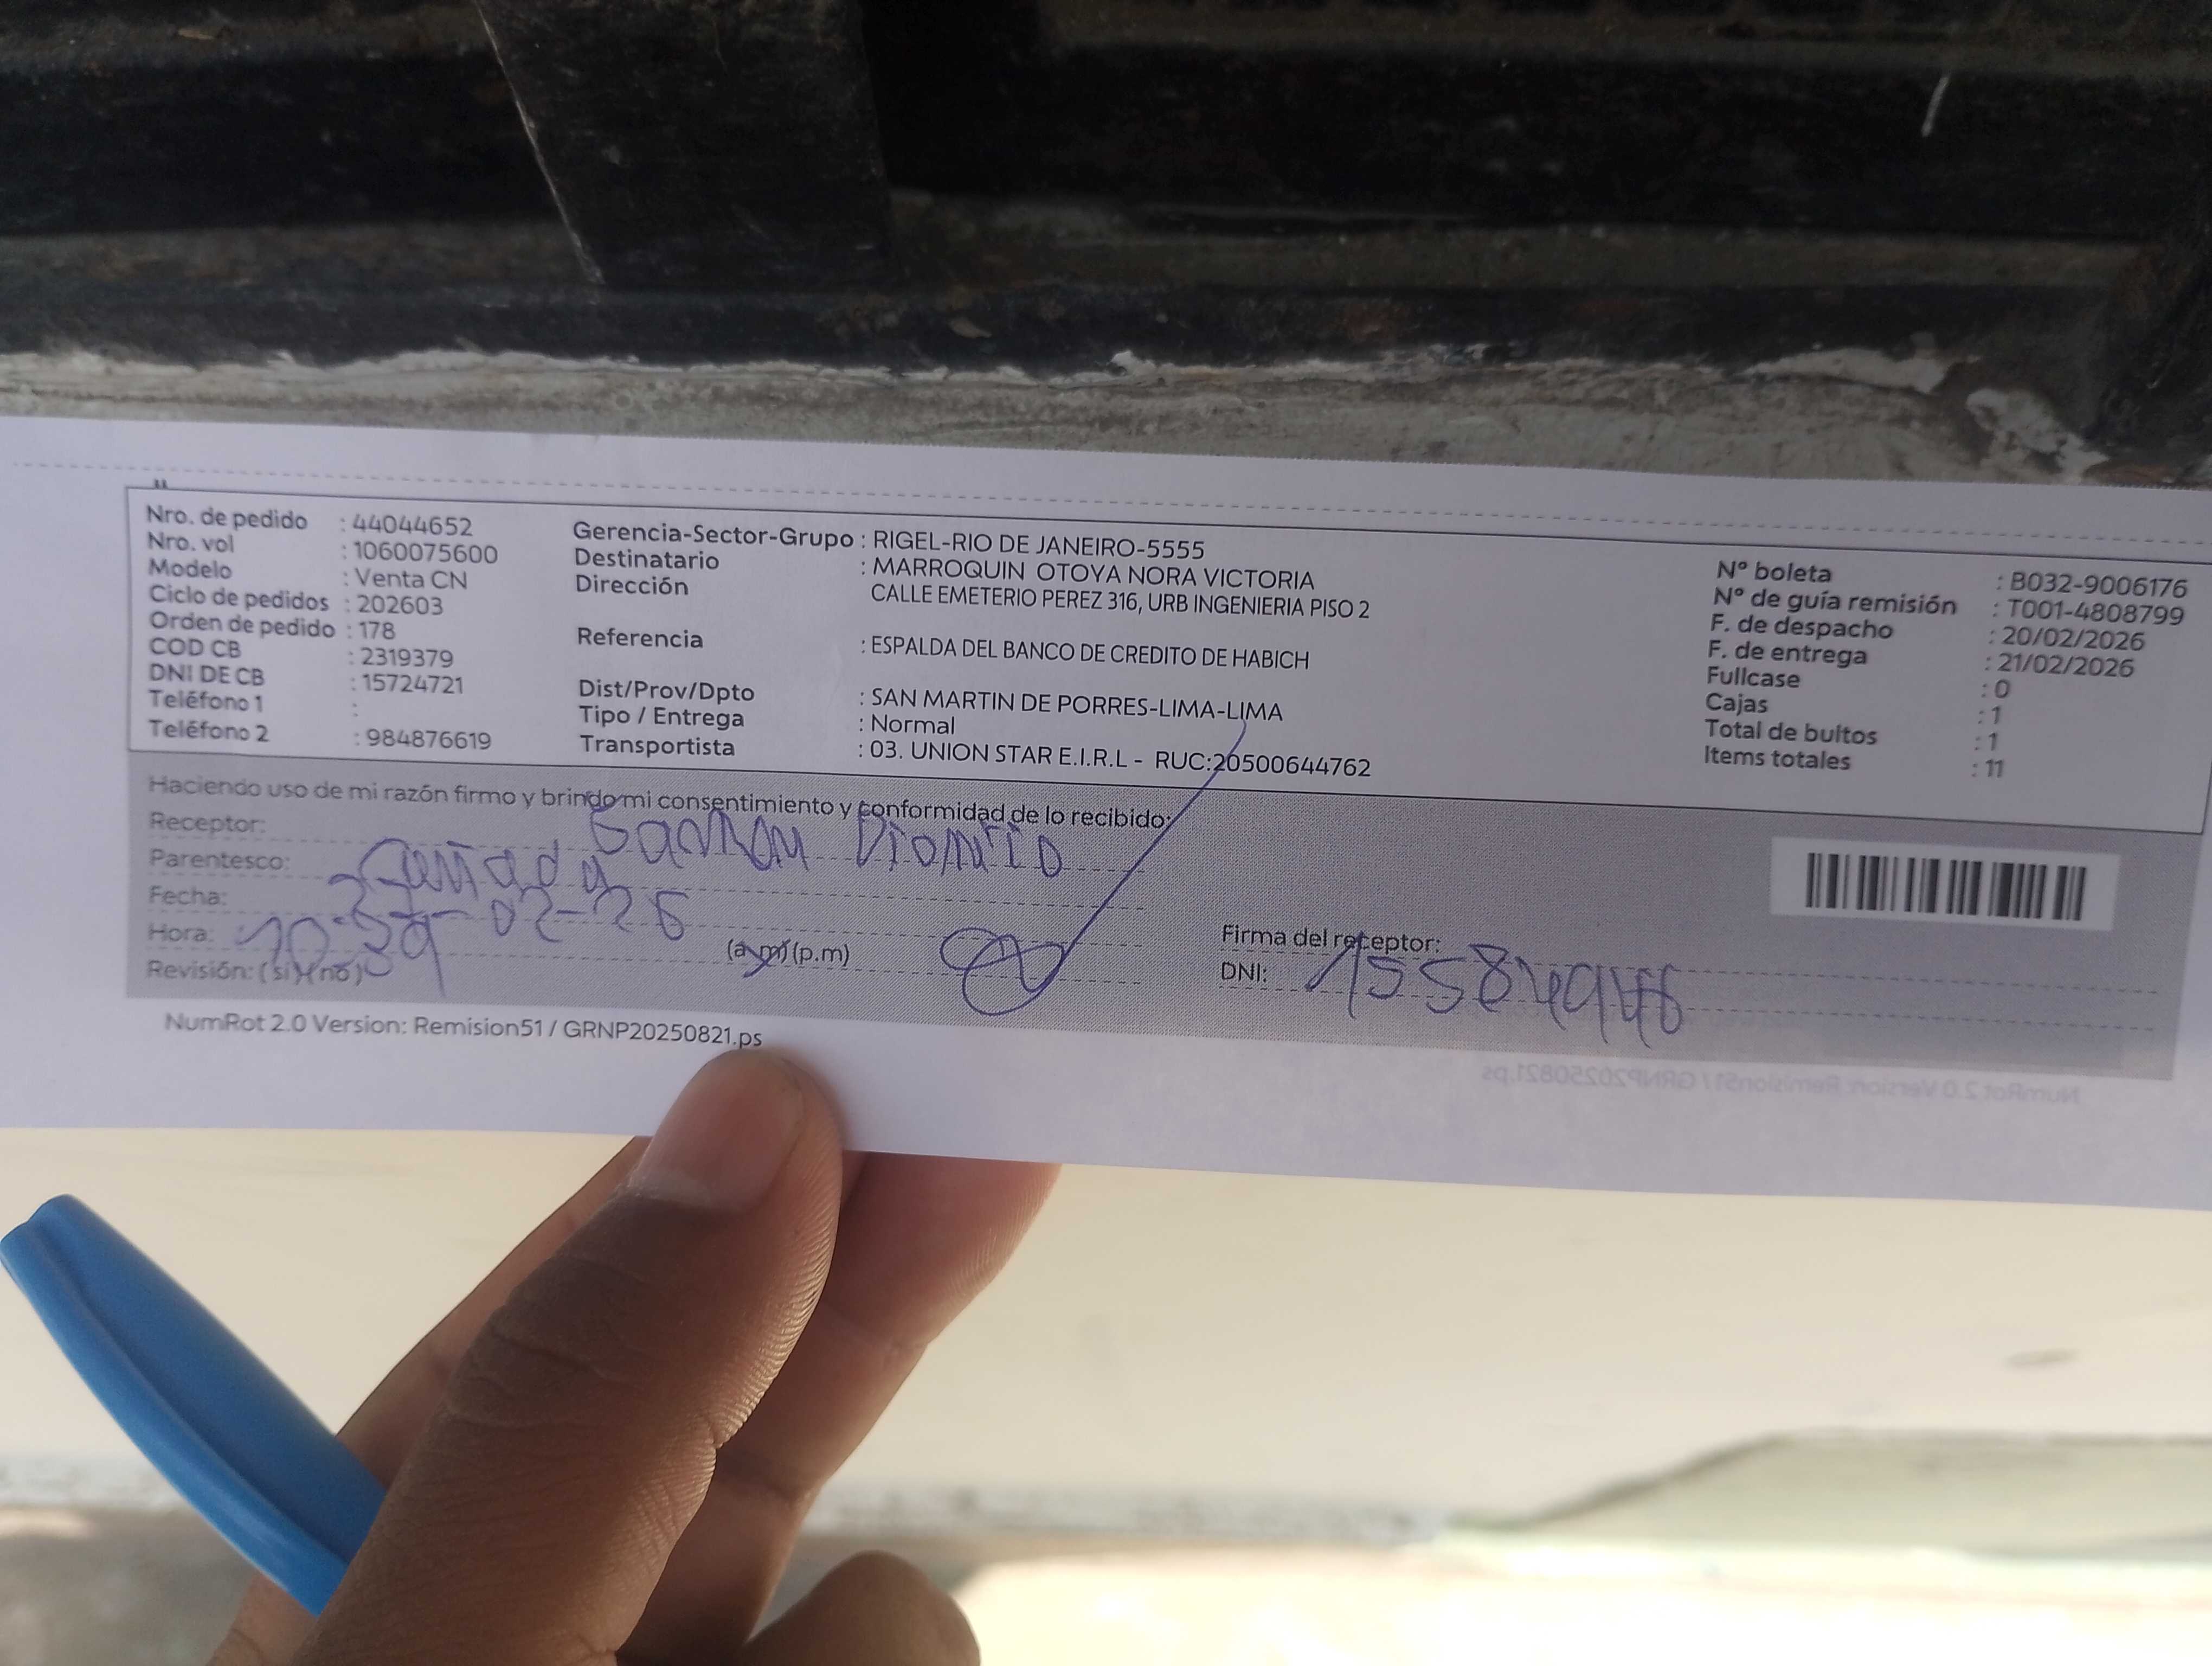 Nro. de pedido : 44044652
Nro. vol : 1060075600
Modelo : Venta CN
Ciclo de pedidos : 202603
Orden de pedido : 178
COD CB : 2319379
DNI DE CB : 15724721
Teléfono 1 :
Teléfono 2 : 984876619
Gerencia-Sector-Grupo : RIGEL-RIO DE JANEIRO-5555
Destinatario : MARROQUIN OTOYA NORA VICTORIA
Dirección CALLE EMETERIO PEREZ 316, URB INGENIERIA PISO 2
Referencia : ESPALDA DEL BANCO DE CREDITO DE HABICH
Dist/Prov/Dpto : SAN MARTIN DE PORRES-LIMA-LIMA
Tipo / Entrega : Normal
Transportista : 03. UNION STAR E.I.R.L - RUC:20500644762
Nº boleta : B032-9006176
Nº de guía remisión : T001-4808799
F. de despacho : 20/02/2026
F. de entrega : 21/02/2026
Fullcase : 0
Cajas : 1
Total de bultos : 1
Items totales : 11
Haciendo uso de mi razón firmo y brindo mi consentimiento y conformidad de lo recibido:
Receptor:
Parentesco:
Fecha: 02-26
Hora: 10:39 (a.m) (p.m)
Revisión: (si) (no)
Firma del receptor:
DNI:
NumRot 2.0 Version: Remision51 / GRNP20250821.ps